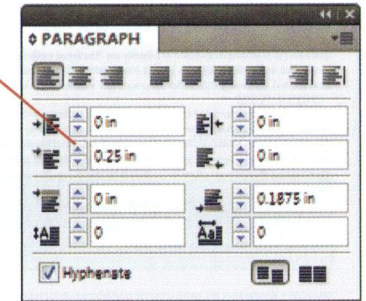 PARAGRAPH
0 in 0 in
0.25 in 0 in
0 in 0.1875 in
0 0
Hyphenate